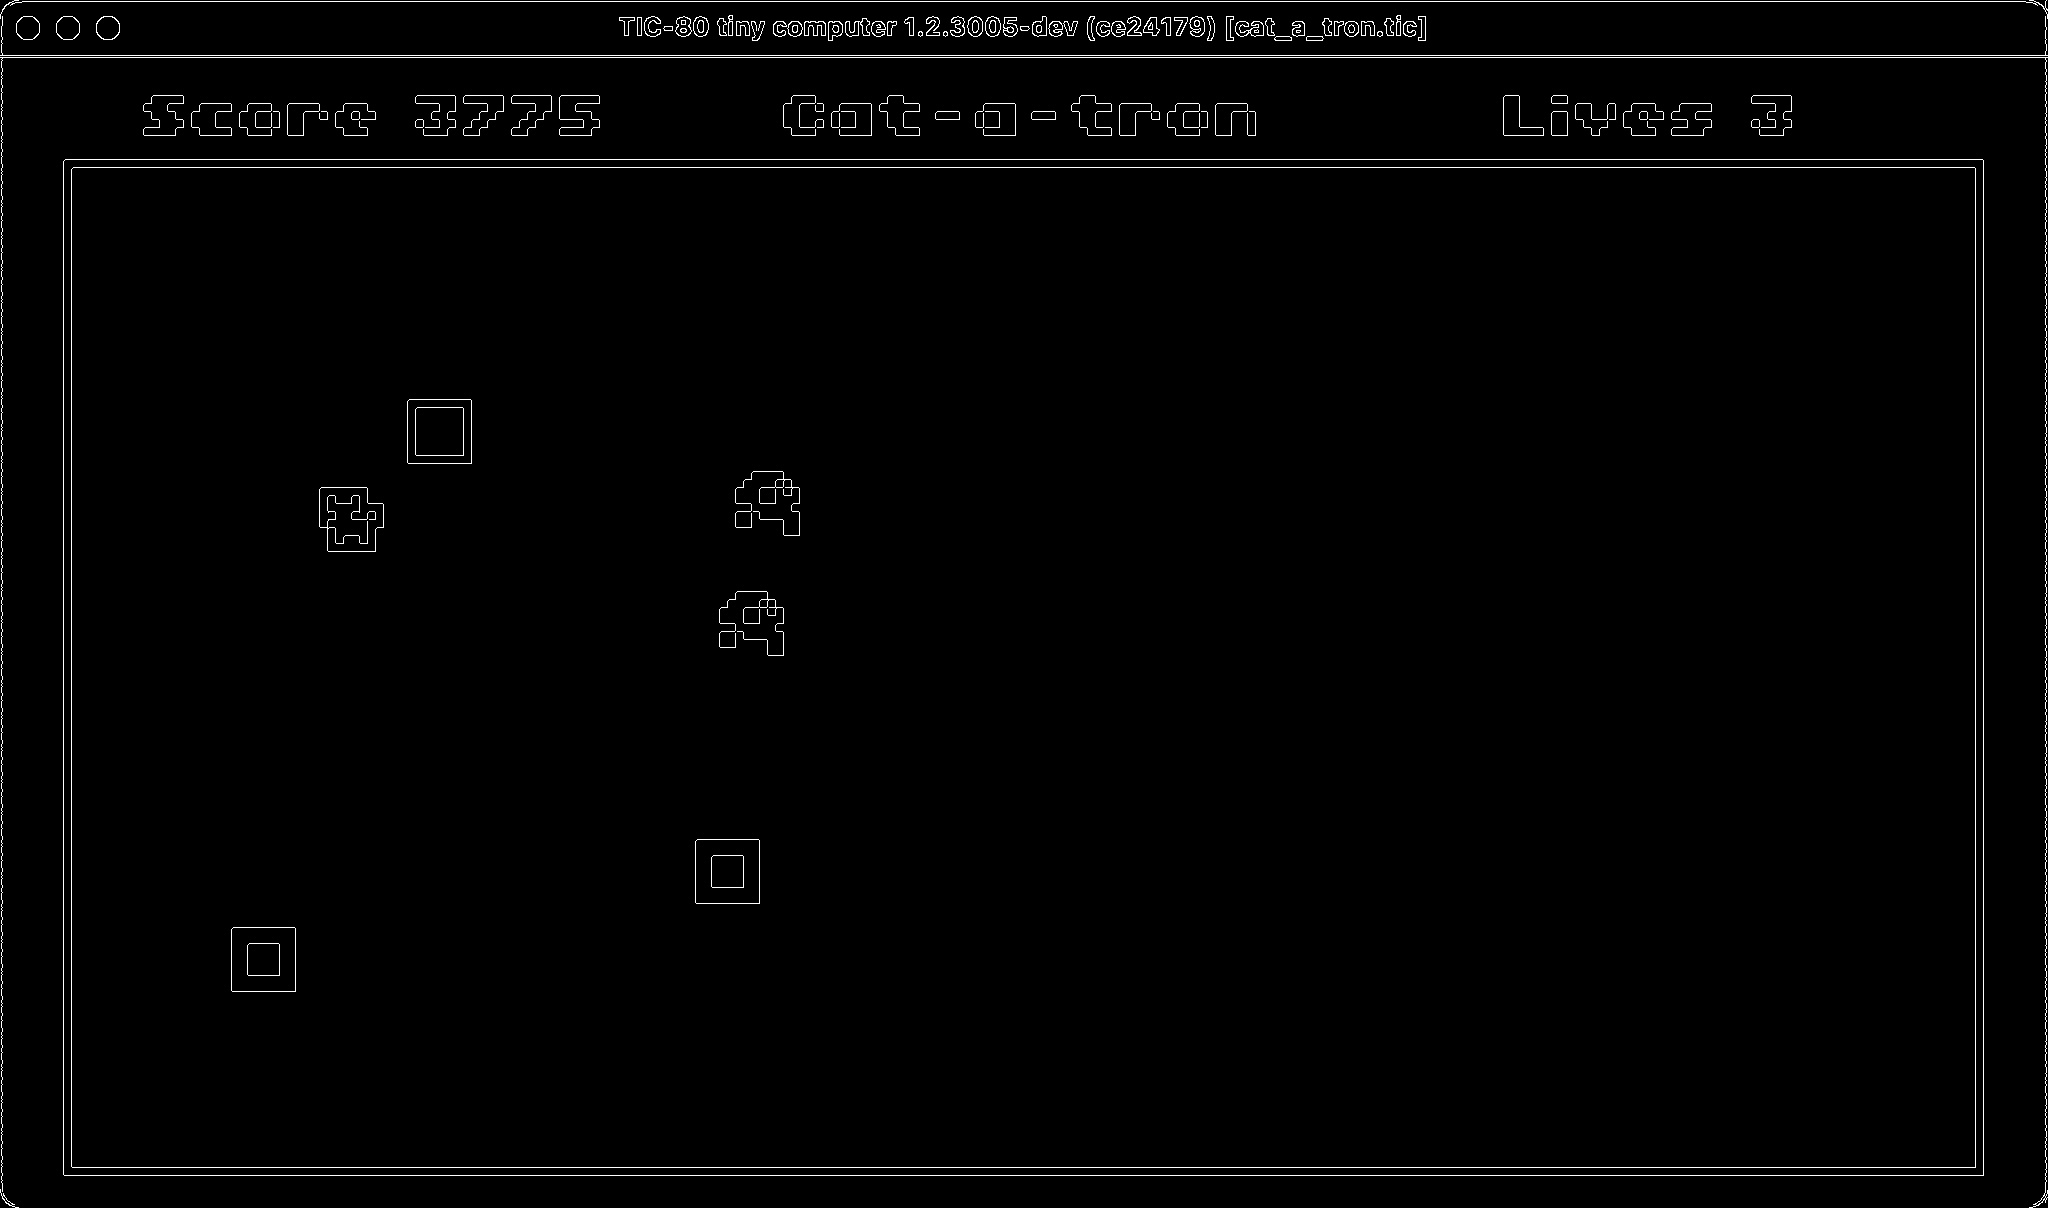 TIC-80 tiny computer 1.2.3005-dev (ce24179) [cat_a_tron.tic]
Score 3775 Cat-a-tron Lives 3